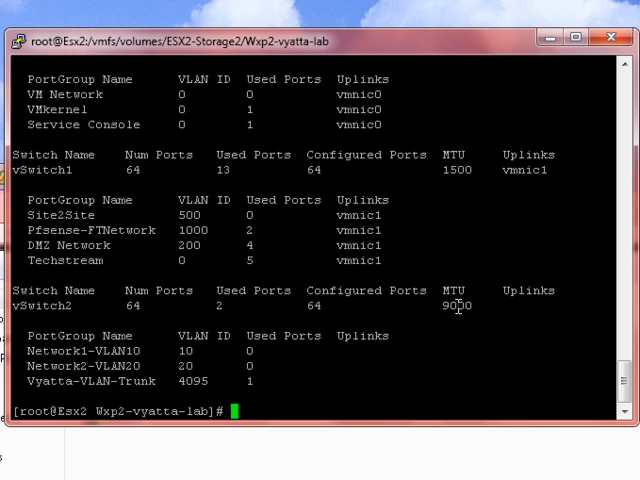 root@Esx2:/vmfs/volumes/ESX2-Storage2/Wxp2-vyatta-lab
PortGroup Name VLAN ID Used Ports Uplinks
VM Network 0 0 vmnic0
VMkernel 0 1 vmnic0
Service Console 0 1 vmnic0
Switch Name Num Ports Used Ports Configured Ports MTU Uplinks
vSwitch1 64 13 64 1500 vmnic1
PortGroup Name VLAN ID Used Ports Uplinks
Site2Site 500 0 vmnic1
Pfsense-FTNetwork 1000 2 vmnic1
DMZ Network 200 4 vmnic1
Techstream 0 5 vmnic1
Switch Name Num Ports Used Ports Configured Ports MTU Uplinks
vSwitch2 64 2 64 9000
PortGroup Name VLAN ID Used Ports Uplinks
Network1-VLAN10 10 0
Network2-VLAN20 20 0
Vyatta-VLAN-Trunk 4095 1
[root@Esx2 Wxp2-vyatta-lab]#